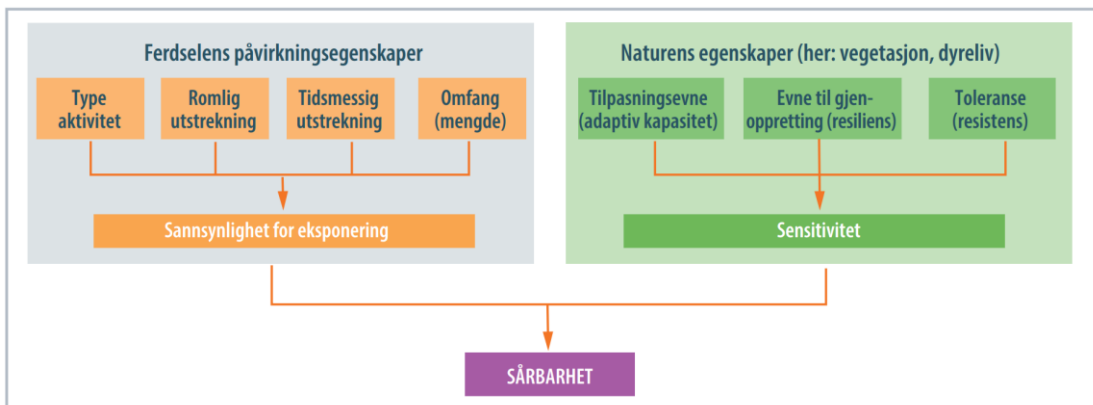 Ferdselens påvirkningsegenskaper
Type
aktivitet
Romlig
utstrekning
Tidsmessig
utstrekning
Omfang
(mengde)
Sannsynlighet for eksponering
Naturens egenskaper (her: vegetasjon, dyreliv)
Tilpasningsevne
(adaptiv kapasitet)
Evne til gjen-
oppretting (resiliens)
Toleranse
(resistens)
Sensitivitet
SÅRBARHET